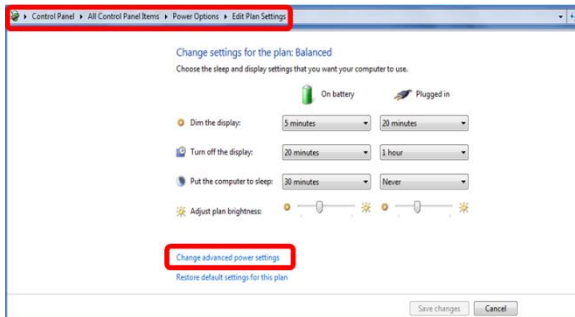 Control Panel ▸ All Control Panel Items ▸ Power Options ▸ Edit Plan Settings
Change settings for the plan: Balanced
Choose the sleep and display settings that you want your computer to use.
On battery Plugged in
Dim the display: 5 minutes 20 minutes
Turn off the display: 20 minutes 1 hour
Put the computer to sleep: 30 minutes Never
Adjust plan brightness:
Change advanced power settings
Restore default settings for this plan
Save changes Cancel